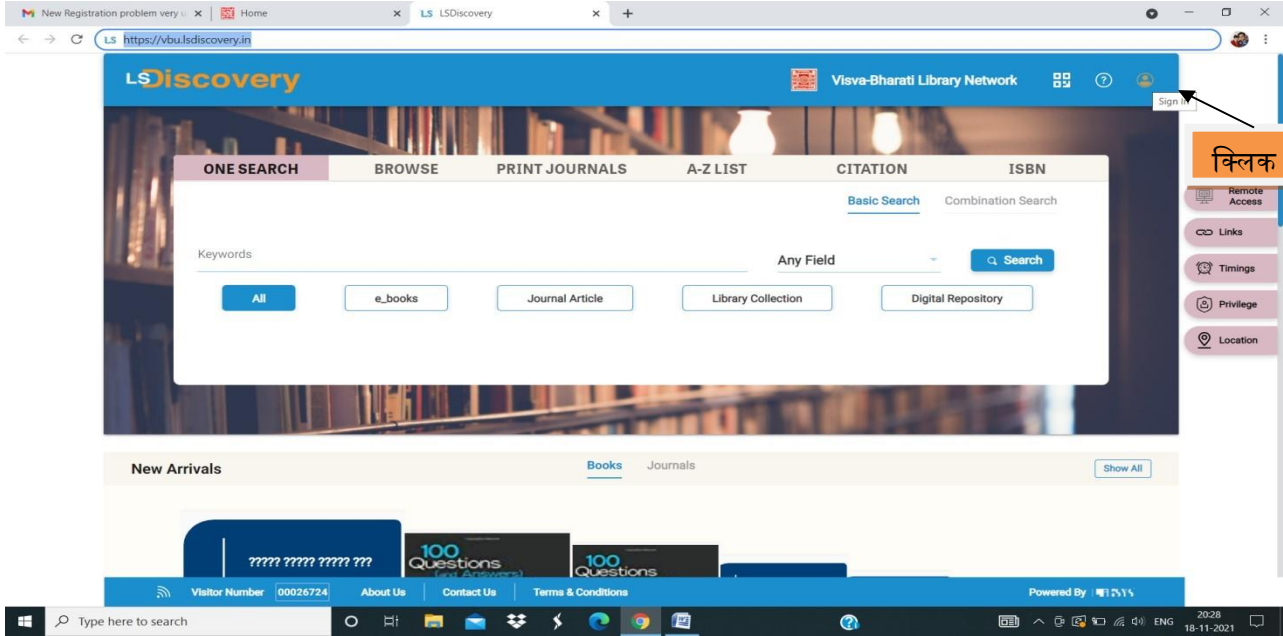 New Registration problem very u
Home
LS LSDiscovery
LS https://vbu.lsdiscovery.in
LSDiscovery
Visva-Bharati Library Network
Sign In
क्लिक
ONE SEARCH BROWSE PRINT JOURNALS A-Z LIST CITATION ISBN
Basic Search Combination Search
Remote
Access
Links
Keywords
Any Field
Search
Timings
All e_books Journal Article Library Collection Digital Repository
Privilege
Location
New Arrivals Books Journals Show All
????? ????? ????? ???
100
Questions
(and Answers)
100
Questions
Visitor Number 00026724 About Us Contact Us Terms & Conditions Powered By
Type here to search
ENG
20:28
18-11-2021